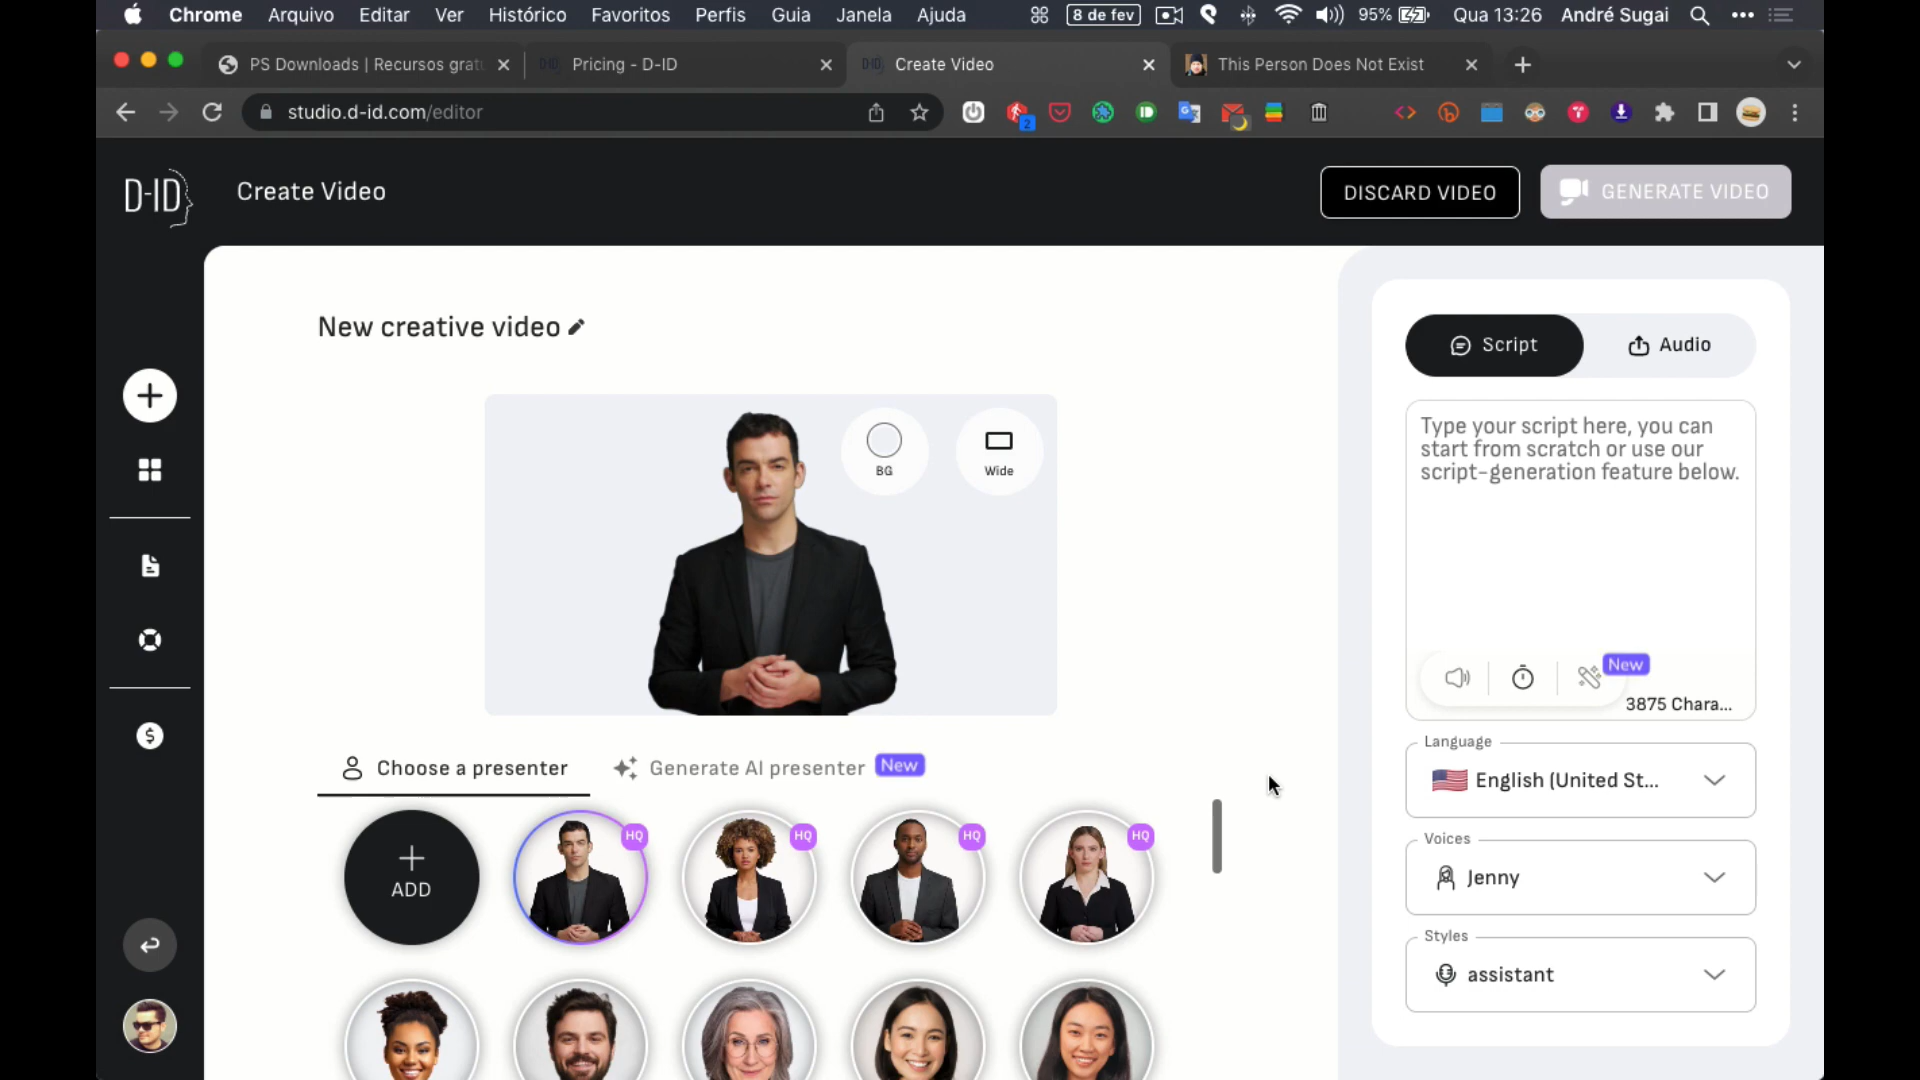 Chrome Arquivo Editar Ver Histórico Favoritos Perfis Guia Janela Ajuda 8 de fev 95% Qua 13:26 André Sugai
PS Downloads | Recursos grat
Pricing - D-ID
Create Video
This Person Does Not Exist
studio.d-id.com/editor
2
D-ID
Create Video
DISCARD VIDEO
GENERATE VIDEO
New creative video
BG
Wide
Choose a presenter
Generate AI presenter New
ADD
HQ
HQ
HQ
HQ
Script
Audio
Type your script here, you can
start from scratch or use our
script-generation feature below.
New
3875 Chara...
Language
English (United St...
Voices
Jenny
Styles
assistant